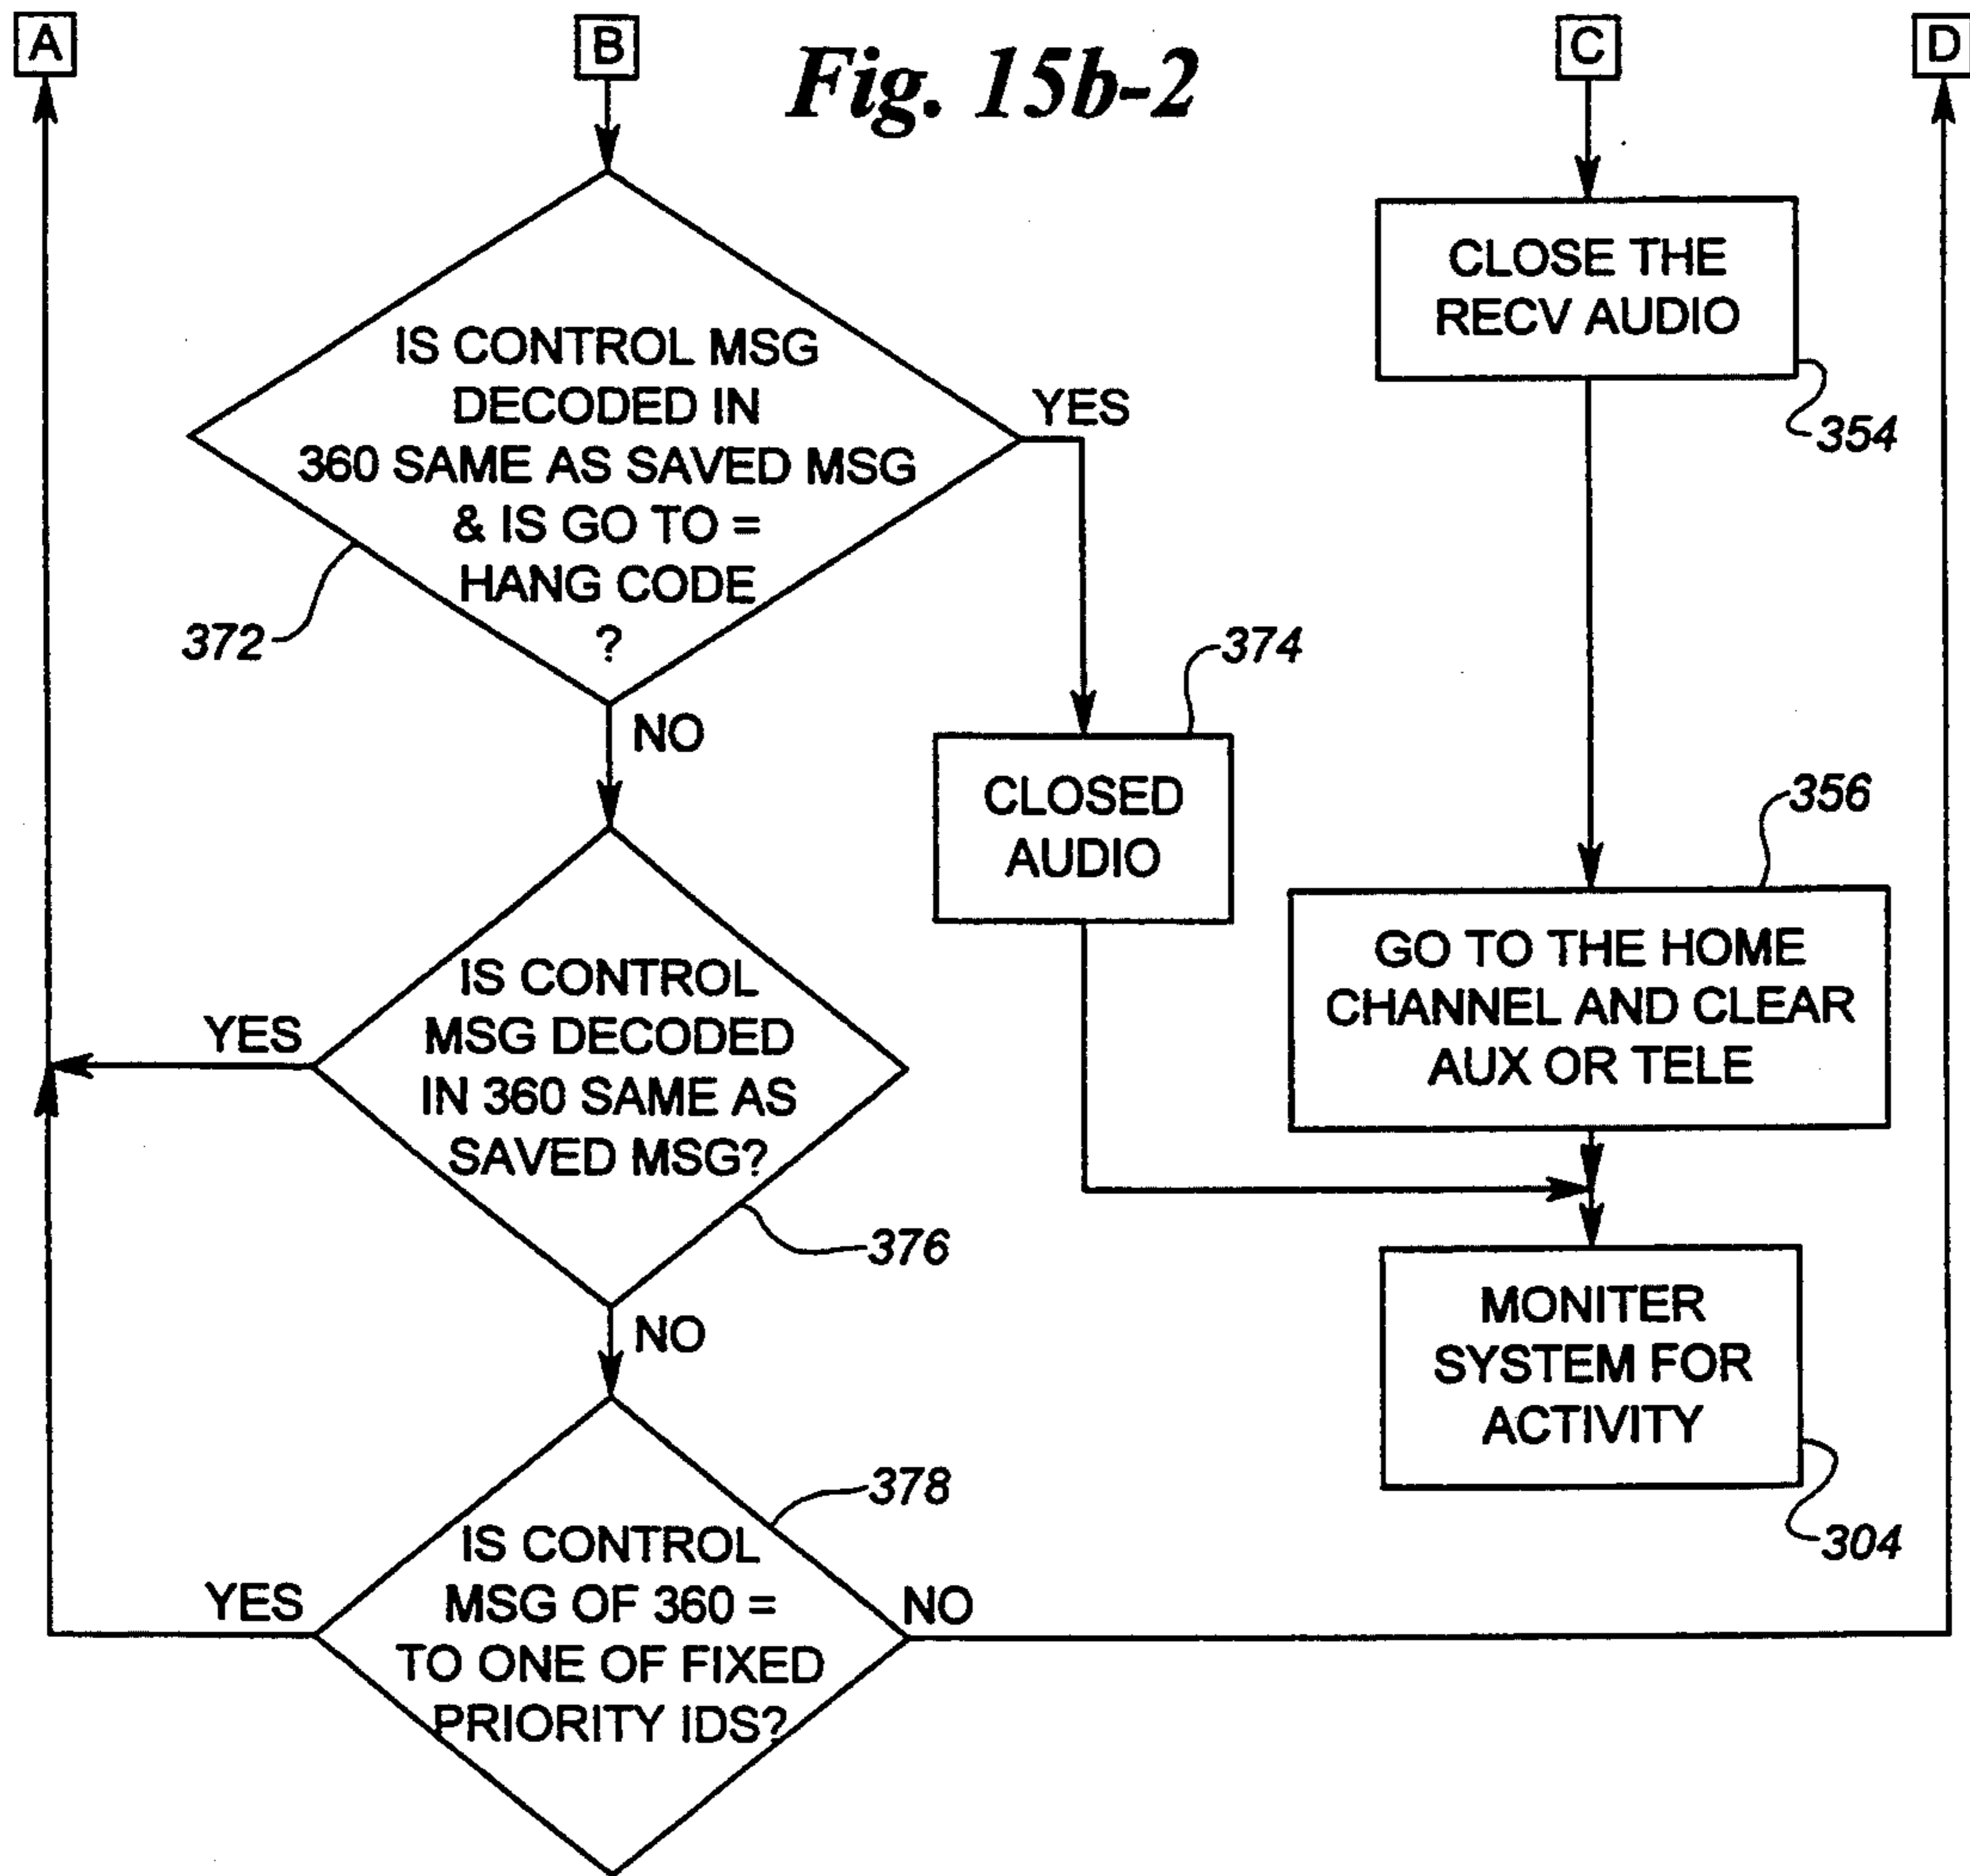 A
B
Fig. 15b-2
C
D
IS CONTROL MSG
DECODED IN
360 SAME AS SAVED MSG
& IS GO TO =
HANG CODE
?
372
YES
NO
CLOSE THE
RECV AUDIO
354
374
CLOSED
AUDIO
356
GO TO THE HOME
CHANNEL AND CLEAR
AUX OR TELE
IS CONTROL
MSG DECODED
IN 360 SAME AS
SAVED MSG?
YES
376
NO
MONITER
SYSTEM FOR
ACTIVITY
304
378
IS CONTROL
MSG OF 360 =
TO ONE OF FIXED
PRIORITY IDS?
YES
NO